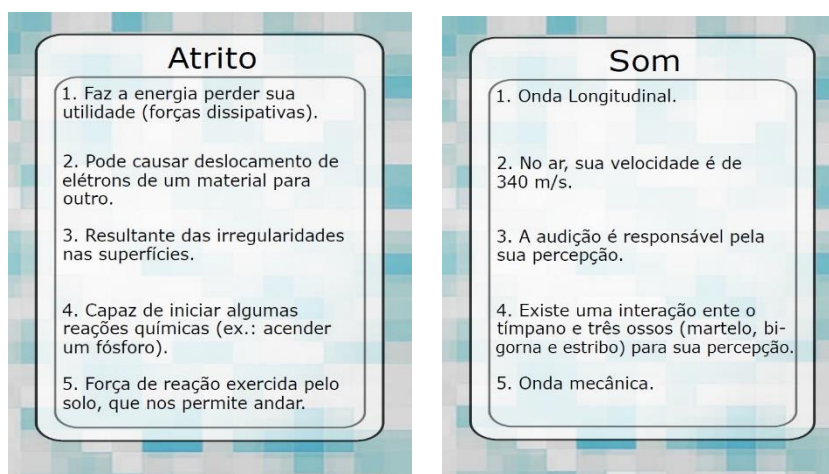 Atrito
1. Faz a energia perder sua
utilidade (forças dissipativas).
2. Pode causar deslocamento de
elétrons de um material para
outro.
3. Resultante das irregularidades
nas superfícies.
4. Capaz de iniciar algumas
reações químicas (ex.: acender
um fósforo).
5. Força de reação exercida pelo
solo, que nos permite andar.
Som
1. Onda Longitudinal.
2. No ar, sua velocidade é de
340 m/s.
3. A audição é responsável pela
sua percepção.
4. Existe uma interação ente o
tímpano e três ossos (martelo, bi-
gorna e estribo) para sua percepção.
5. Onda mecânica.